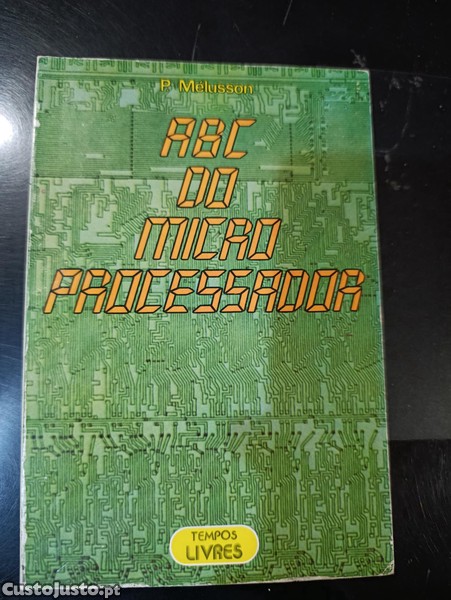 P. Mélusson
ABC
DO
MICRO
PROCESSADOR
TEMPOS
LIVRES
CustoJusto.pt